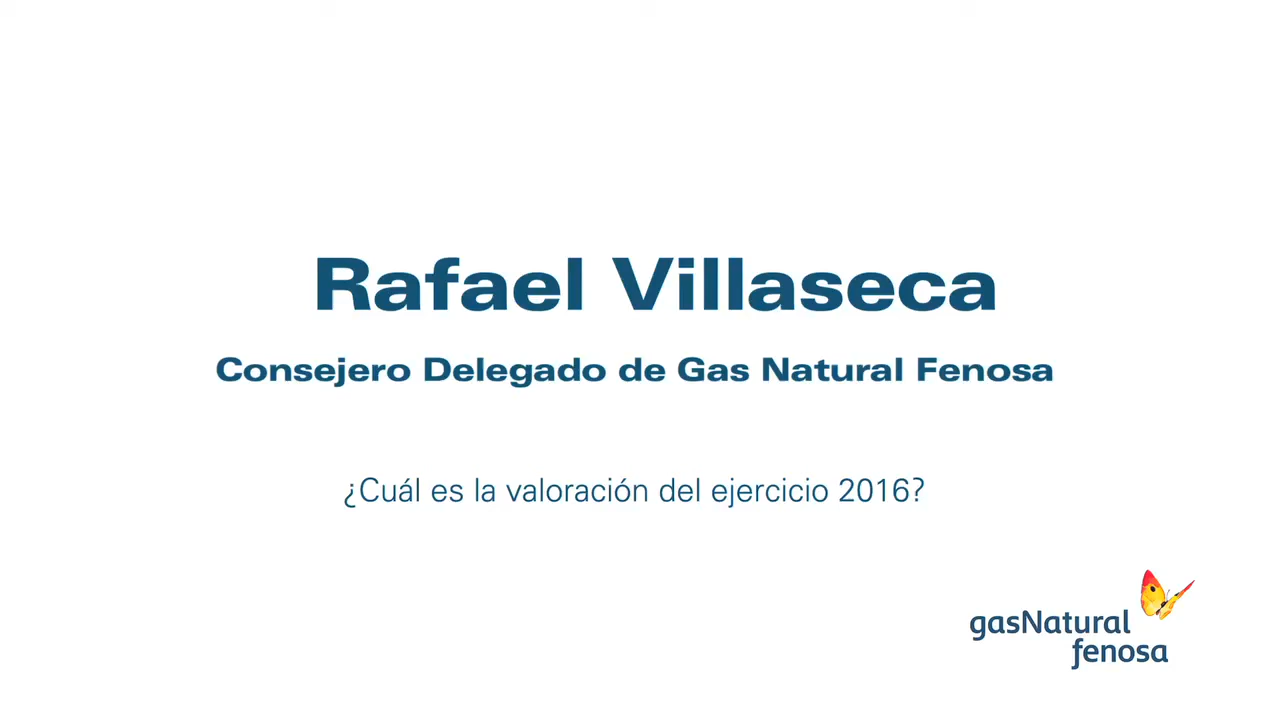 Rafael Villaseca
Consejero Delegado de Gas Natural Fenosa
¿Cuál es la valoración del ejercicio 2016?
gasNatural
fenosa